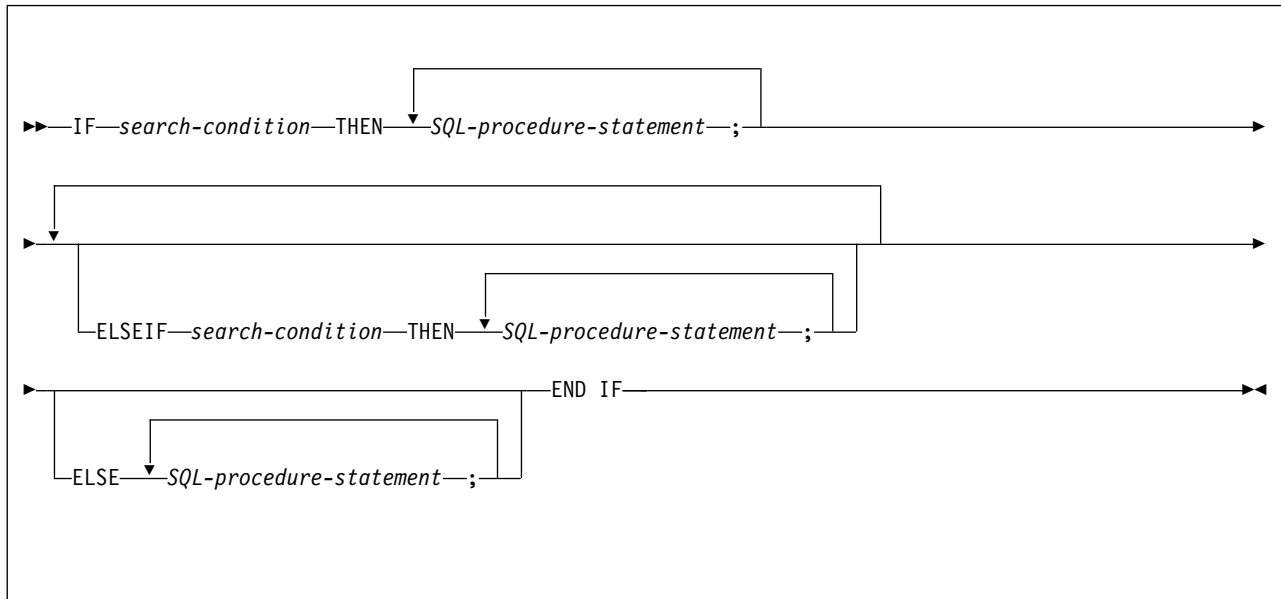 IF search-condition THEN SQL-procedure-statement ;
ELSEIF search-condition THEN SQL-procedure-statement ;
END IF
ELSE SQL-procedure-statement ;